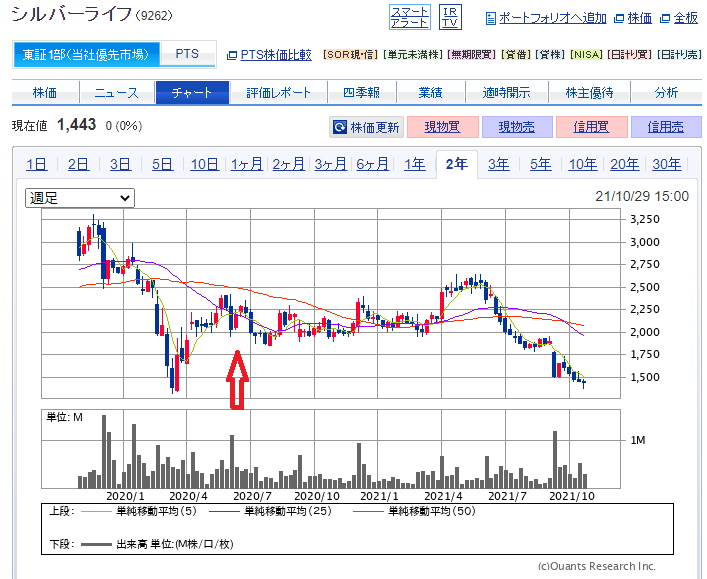 シルバーライフ (9262)
スマート
アラート
IR
TV
ポートフォリオへ追加 株価 全板
東証1部(当社優先市場) PTS PTS株価比較 [SOR現・信] [単元未満株] [無期限買] [貸借] [貸株] [NISA] [日計り買] [日計り売]
株価 ニュース チャート 評価レポート 四季報 業績 適時開示 株主優待 分析
現在値 1,443 0 (0%) 株価更新 現物買 現物売 信用買 信用売
1日 2日 3日 5日 10日 1ヶ月 2ヶ月 3ヶ月 6ヶ月 1年 2年 3年 5年 10年 20年 30年
週足 21/10/29 15:00
3,250
3,000
2,750
2,500
2,250
2,000
1,750
1,500
単位: M
1M
2020/1 2020/4 2020/7 2020/10 2021/1 2021/4 2021/7 2021/10
上段: 単純移動平均(5) 単純移動平均(25) 単純移動平均(50)
下段: 出来高 単位:(M株/口/枚)
(c)Quants Research Inc.